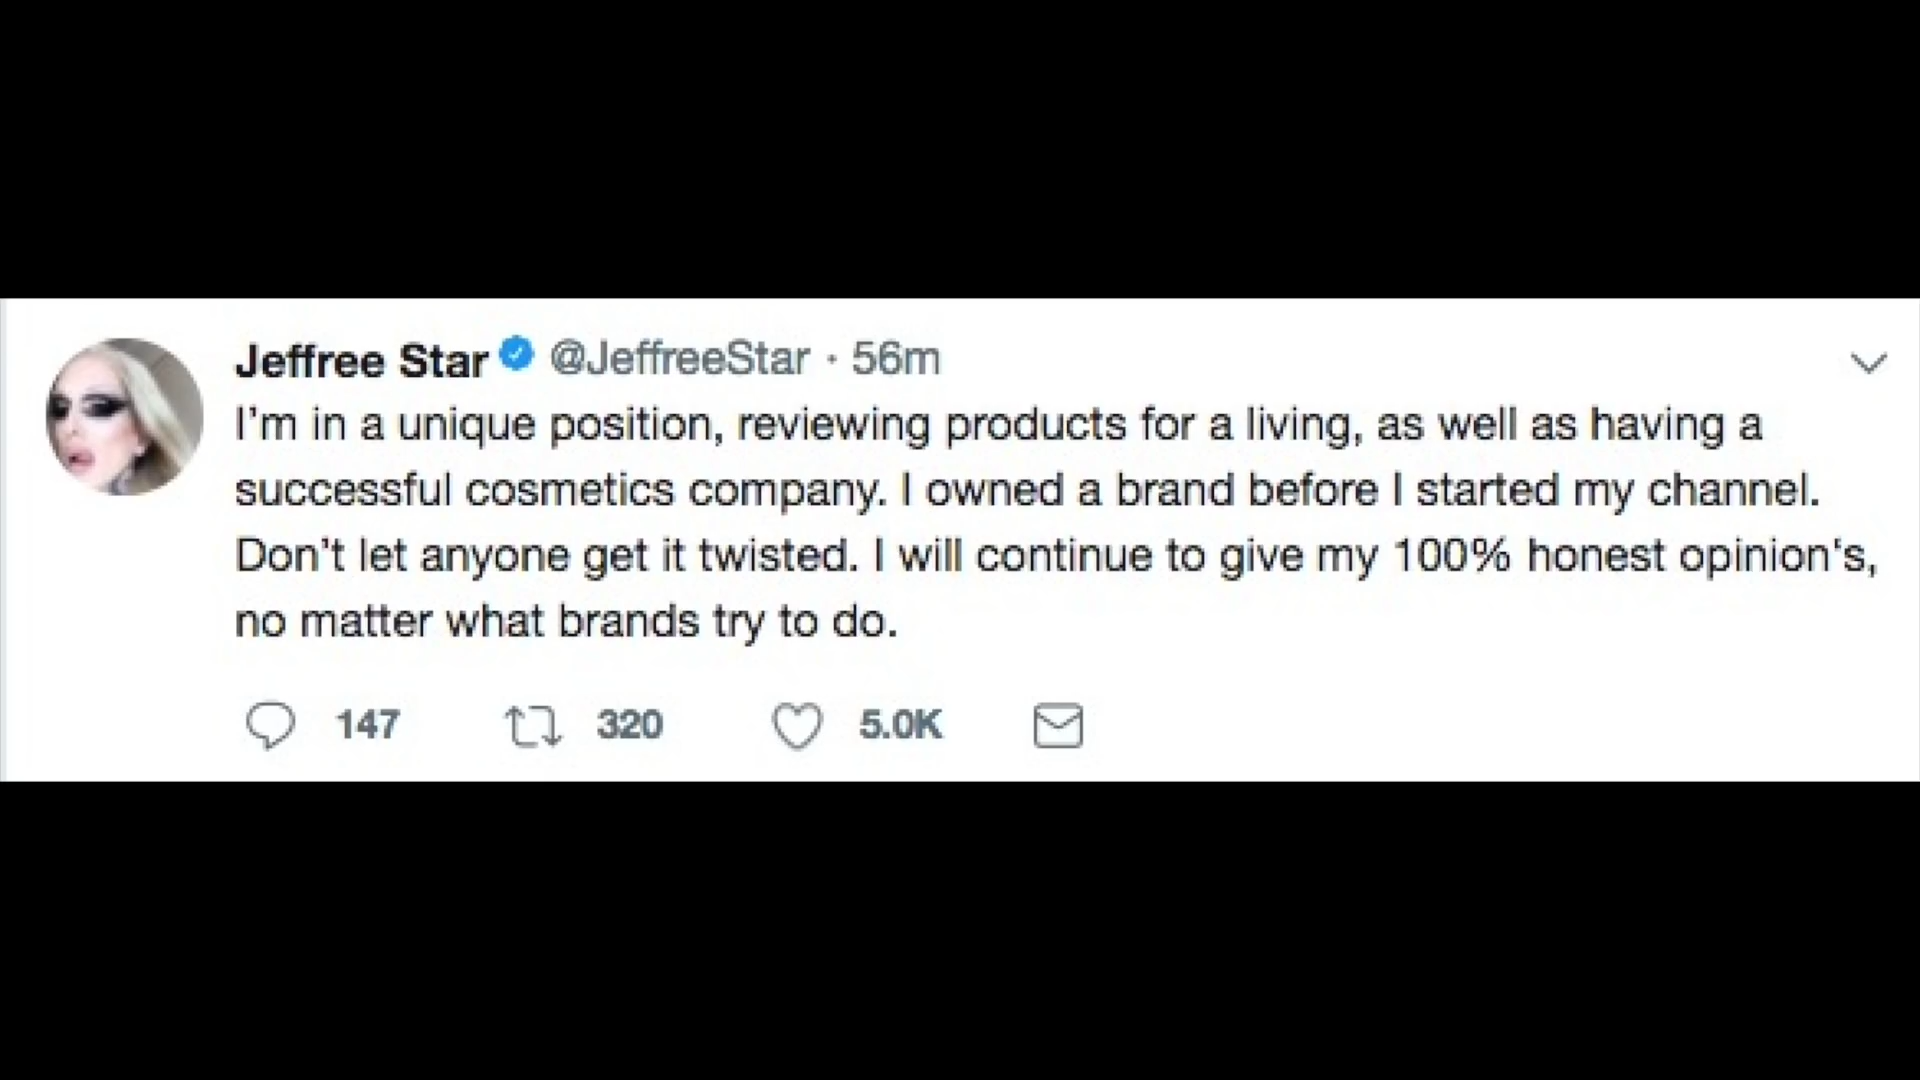 Jeffree Star @JeffreeStar · 56m
I'm in a unique position, reviewing products for a living, as well as having a
successful cosmetics company. I owned a brand before I started my channel.
Don't let anyone get it twisted. I will continue to give my 100% honest opinion‘s,
no matter what brands try to do.
147 320 5.0K